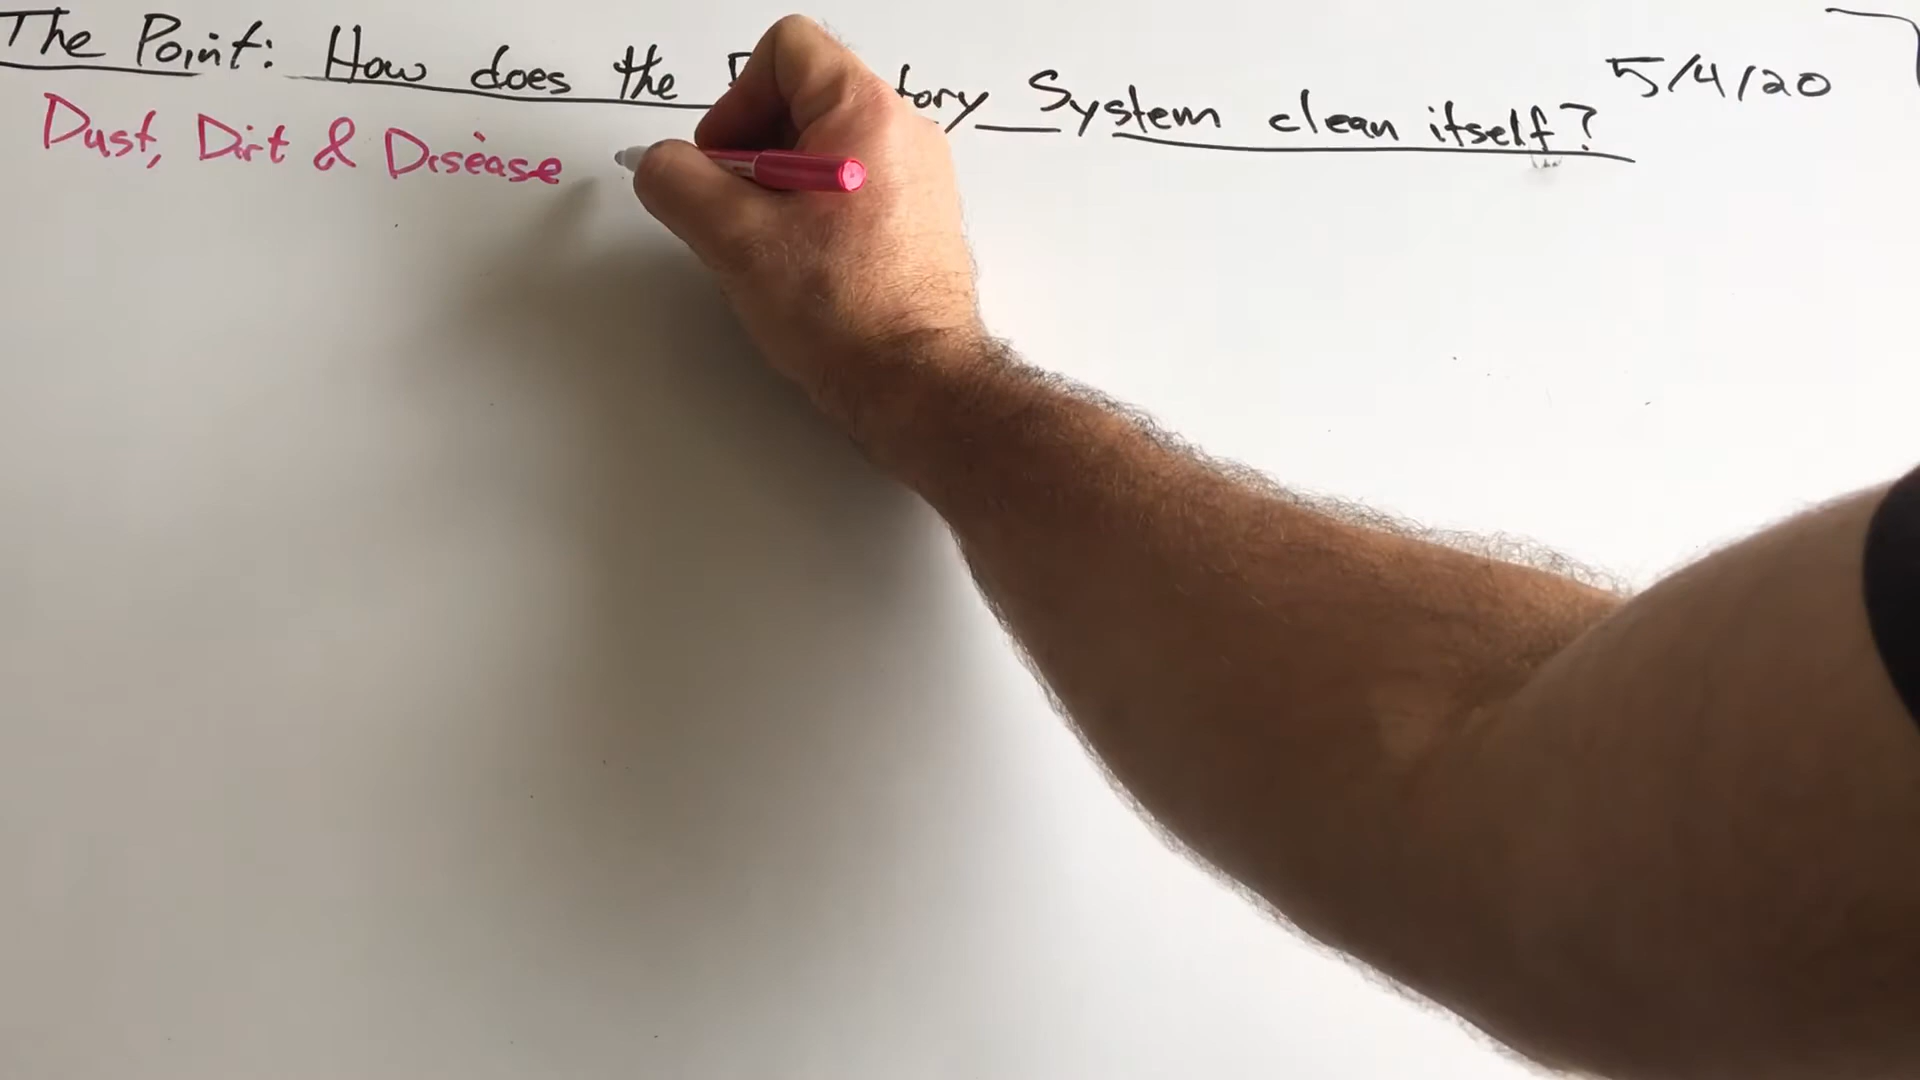 The Point: How does the tory System clean itself? 5/4/20
Dust, Dirt & Disease